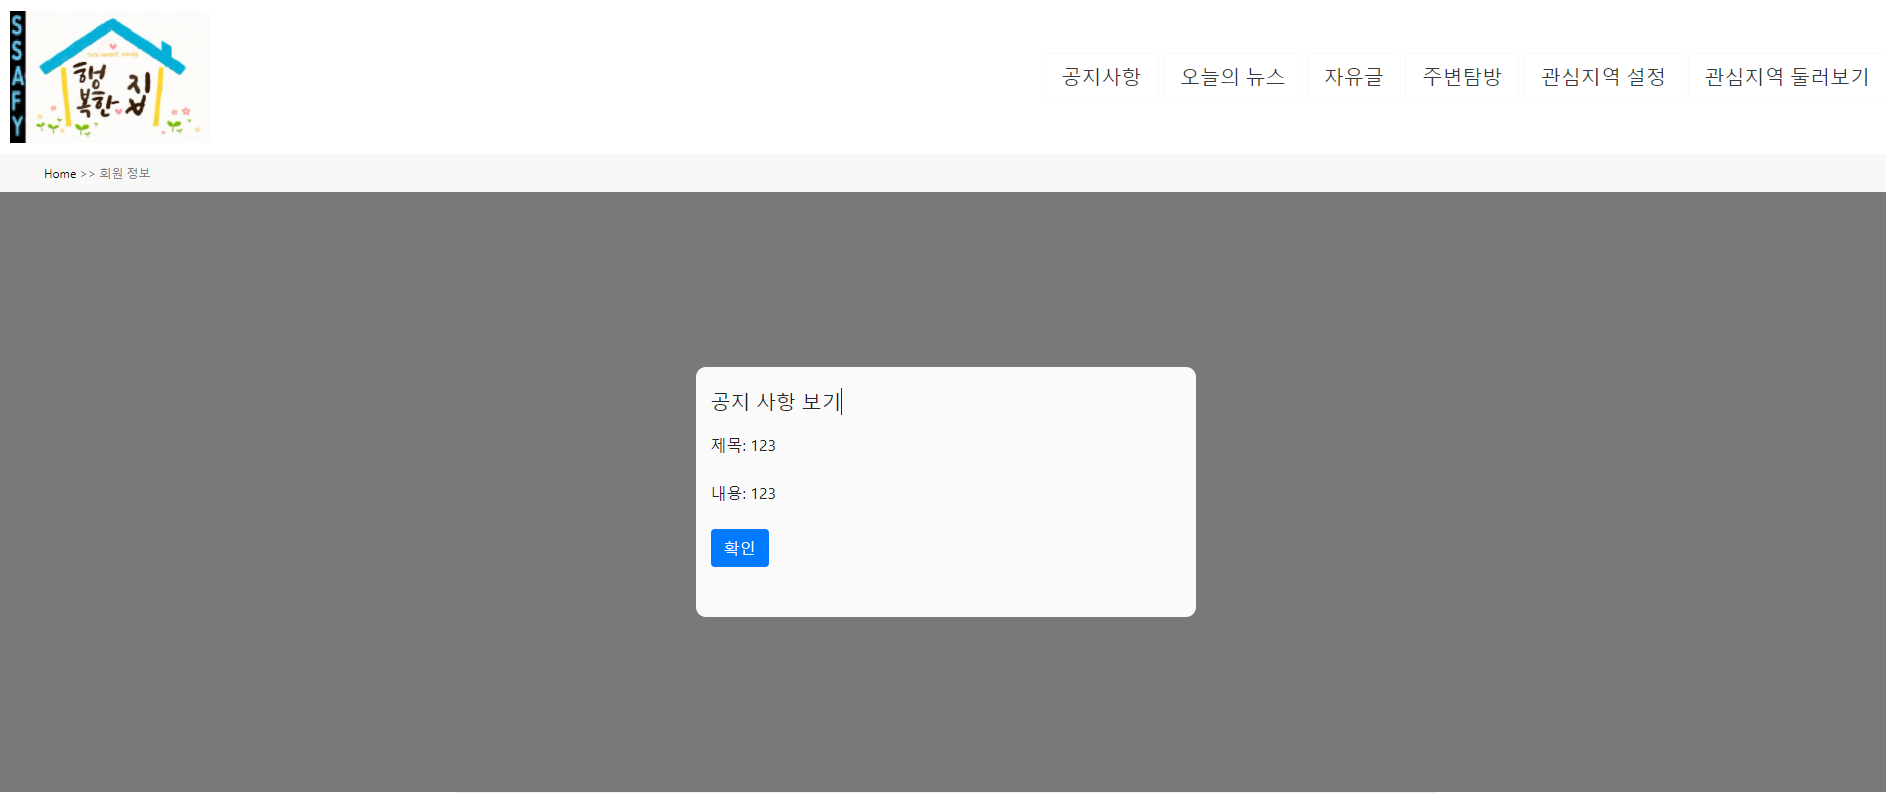 SSAFY
행복한 집
공지사항 오늘의 뉴스 자유글 주변탐방 관심지역 설정 관심지역 둘러보기
Home >> 회원 정보
공지 사항 보기
제목: 123
내용: 123
확인